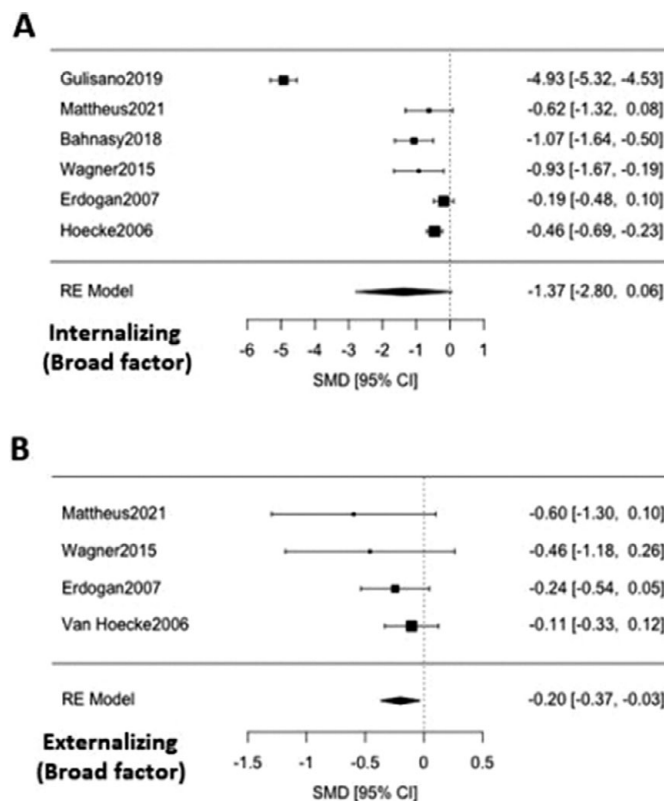 A
Gulisano2019 -4.93 [-5.32, -4.53]
Mattheus2021 -0.62 [-1.32, 0.08]
Bahnasy2018 -1.07 [-1.64, -0.50]
Wagner2015 -0.93 [-1.67, -0.19]
Erdogan2007 -0.19 [-0.48, 0.10]
Hoecke2006 -0.46 [-0.69, -0.23]
RE Model -1.37 [-2.80, 0.06]
Internalizing
(Broad factor)
-6 -5 -4 -3 -2 -1 0 1
SMD [95% CI]
B
Mattheus2021 -0.60 [-1.30, 0.10]
Wagner2015 -0.46 [-1.18, 0.26]
Erdogan2007 -0.24 [-0.54, 0.05]
Van Hoecke2006 -0.11 [-0.33, 0.12]
RE Model -0.20 [-0.37, -0.03]
Externalizing
(Broad factor)
-1.5 -1 -0.5 0 0.5
SMD [95% CI]